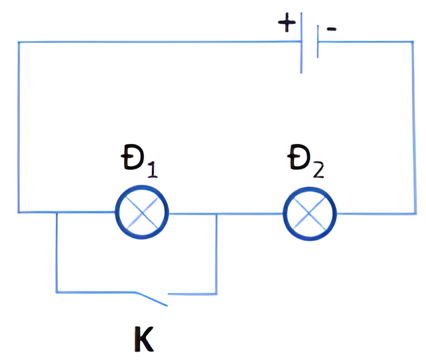 + -
Đ₁ Đ₂
K